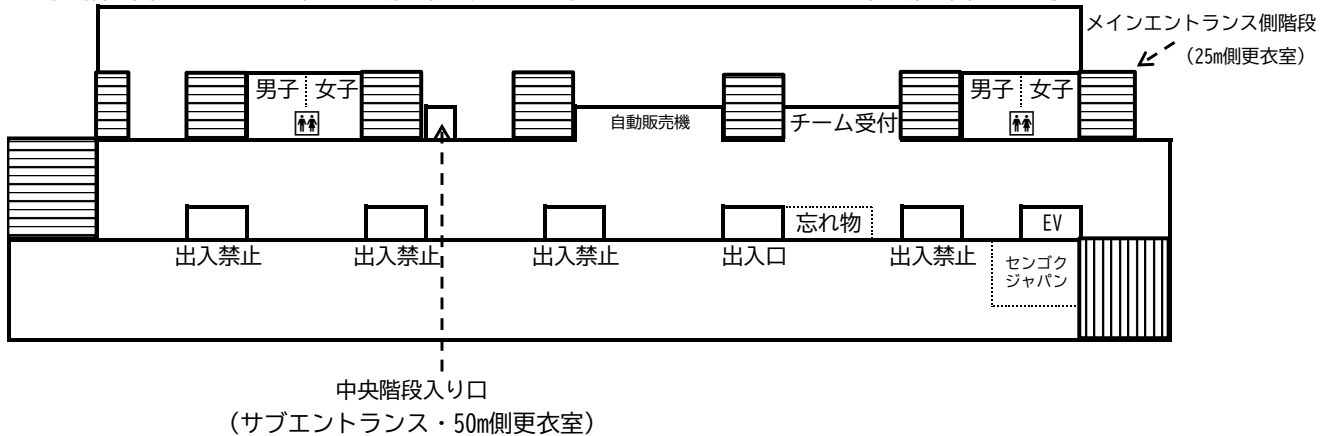 メインエントランス側階段
（25m側更衣室）
男子 女子
男子 女子
自動販売機
チーム受付
忘れ物
EV
出入禁止
出入禁止
出入禁止
出入口
出入禁止
センゴク
ジャパン
中央階段入り口
（サブエントランス・50m側更衣室）